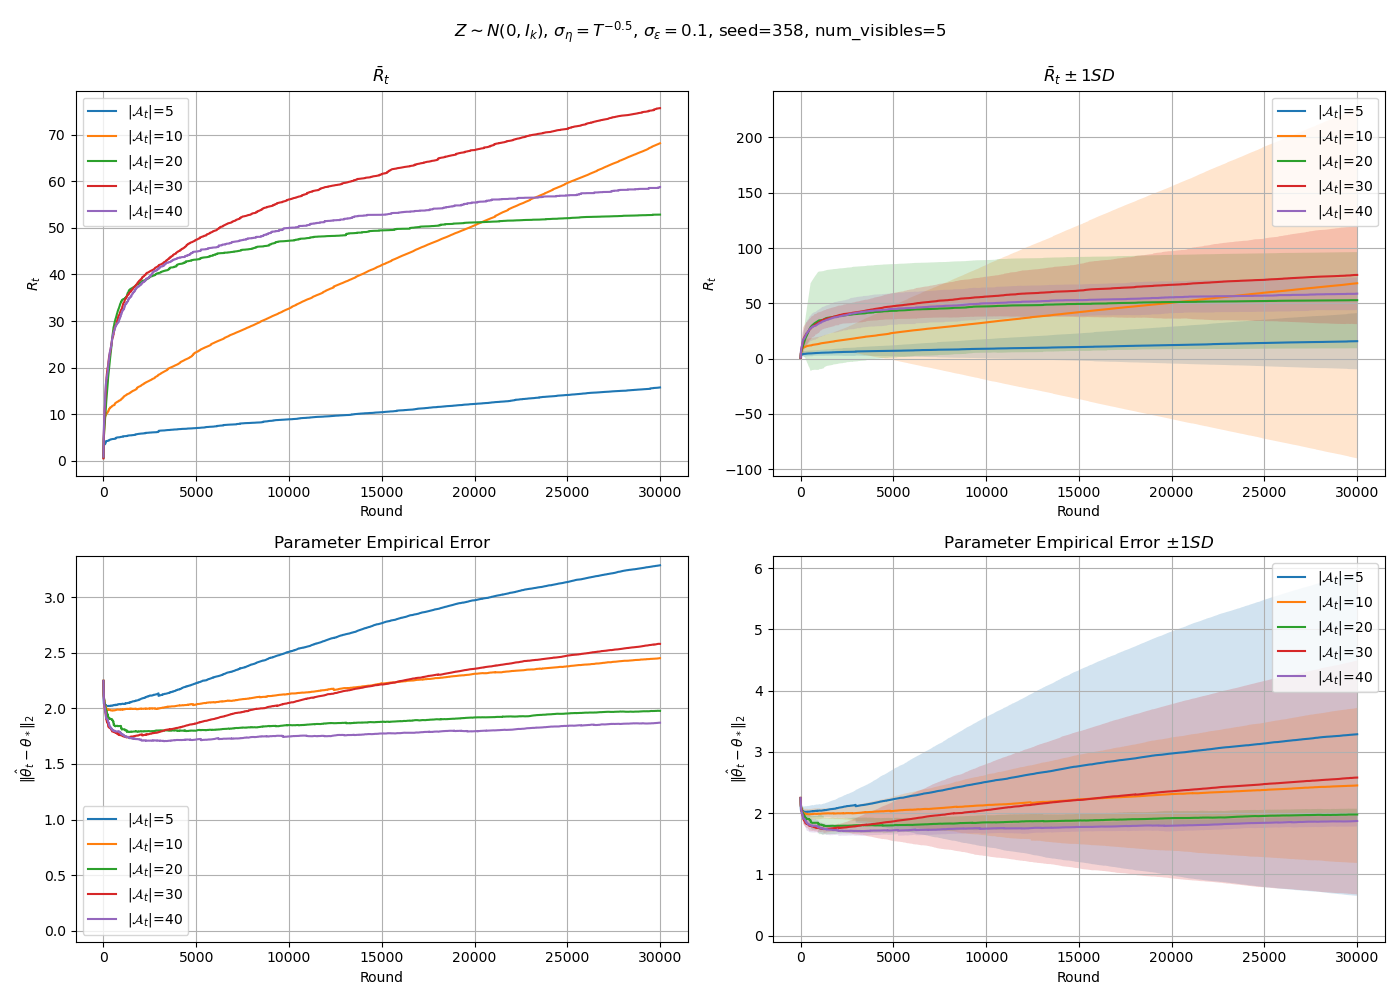 Z ∼ N(0, I_k), σ_η = T^{−0.5}, σ_ε = 0.1, seed=358, num_visibles=5
R̄_t
R_t
70
60
50
40
30
20
10
0
|𝒜_t|=5
|𝒜_t|=10
|𝒜_t|=20
|𝒜_t|=30
|𝒜_t|=40
0 5000 10000 15000 20000 25000 30000
Round
R̄_t ± 1SD
R_t
200
150
100
50
0
−50
−100
|𝒜_t|=5
|𝒜_t|=10
|𝒜_t|=20
|𝒜_t|=30
|𝒜_t|=40
0 5000 10000 15000 20000 25000 30000
Round
Parameter Empirical Error
‖θ̂_t − θ_*‖_2
3.0
2.5
2.0
1.5
1.0
0.5
0.0
|𝒜_t|=5
|𝒜_t|=10
|𝒜_t|=20
|𝒜_t|=30
|𝒜_t|=40
0 5000 10000 15000 20000 25000 30000
Round
Parameter Empirical Error ±1SD
‖θ̂_t − θ_*‖_2
6
5
4
3
2
1
0
|𝒜_t|=5
|𝒜_t|=10
|𝒜_t|=20
|𝒜_t|=30
|𝒜_t|=40
0 5000 10000 15000 20000 25000 30000
Round